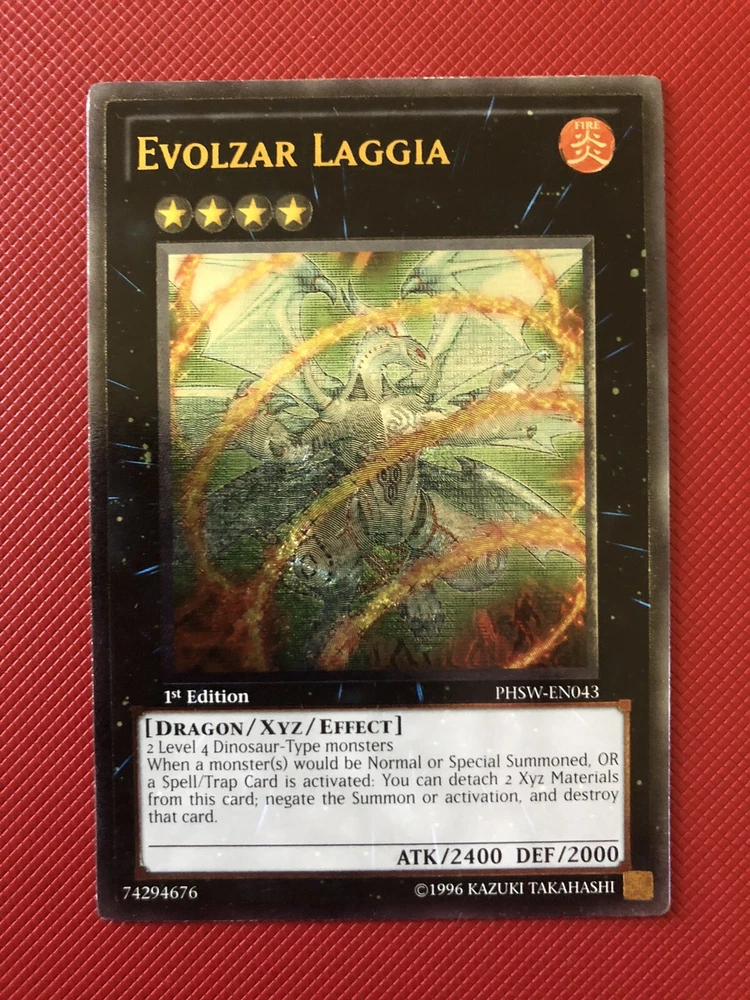 EVOLZAR LAGGIA
FIRE
炎
1st Edition
PHSW-EN043
[DRAGON/XYZ/EFFECT]
2 Level 4 Dinosaur-Type monsters
When a monster(s) would be Normal or Special Summoned, OR
a Spell/Trap Card is activated: You can detach 2 Xyz Materials
from this card; negate the Summon or activation, and destroy
that card.
ATK/2400 DEF/2000
74294676
©1996 KAZUKI TAKAHASHI